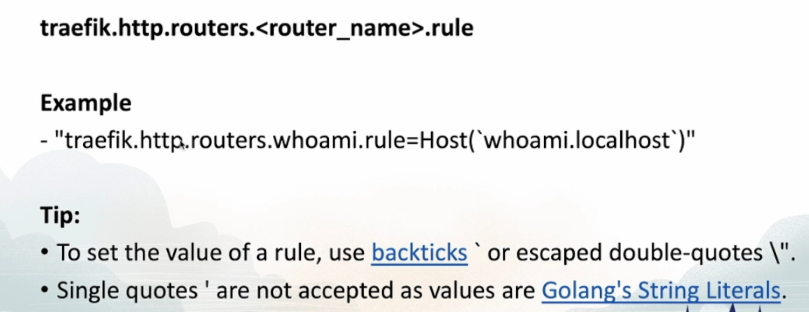 traefik.http.routers.<router_name>.rule
Example
- "traefik.http.routers.whoami.rule=Host(`whoami.localhost`)"
Tip:
• To set the value of a rule, use backticks ` or escaped double-quotes \".
• Single quotes ' are not accepted as values are Golang's String Literals.